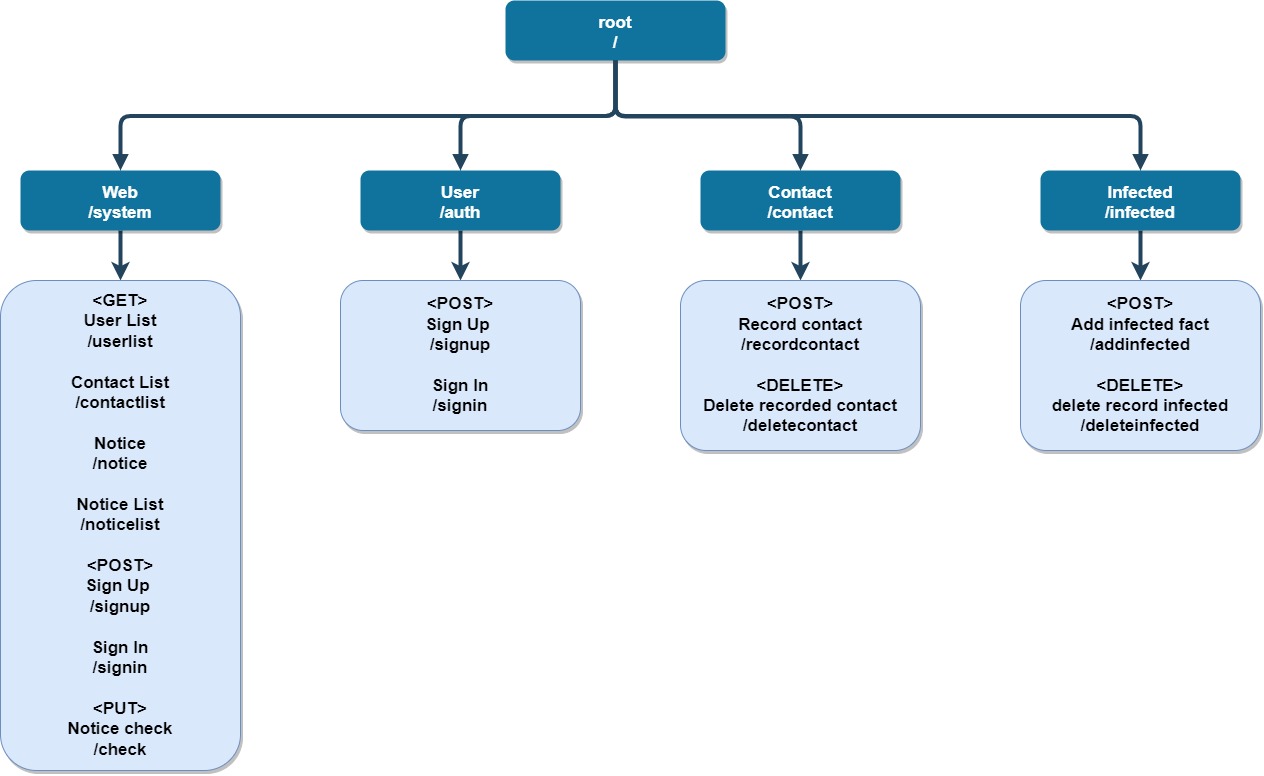 root
/
Web
/system
User
/auth
Contact
/contact
Infected
/infected
<GET>
User List
/userlist
Contact List
/contactlist
Notice
/notice
Notice List
/noticelist
<POST>
Sign Up
/signup
Sign In
/signin
<PUT>
Notice check
/check
<POST>
Sign Up
/signup
Sign In
/signin
<POST>
Record contact
/recordcontact
<DELETE>
Delete recorded contact
/deletecontact
<POST>
Add infected fact
/addinfected
<DELETE>
delete record infected
/deleteinfected